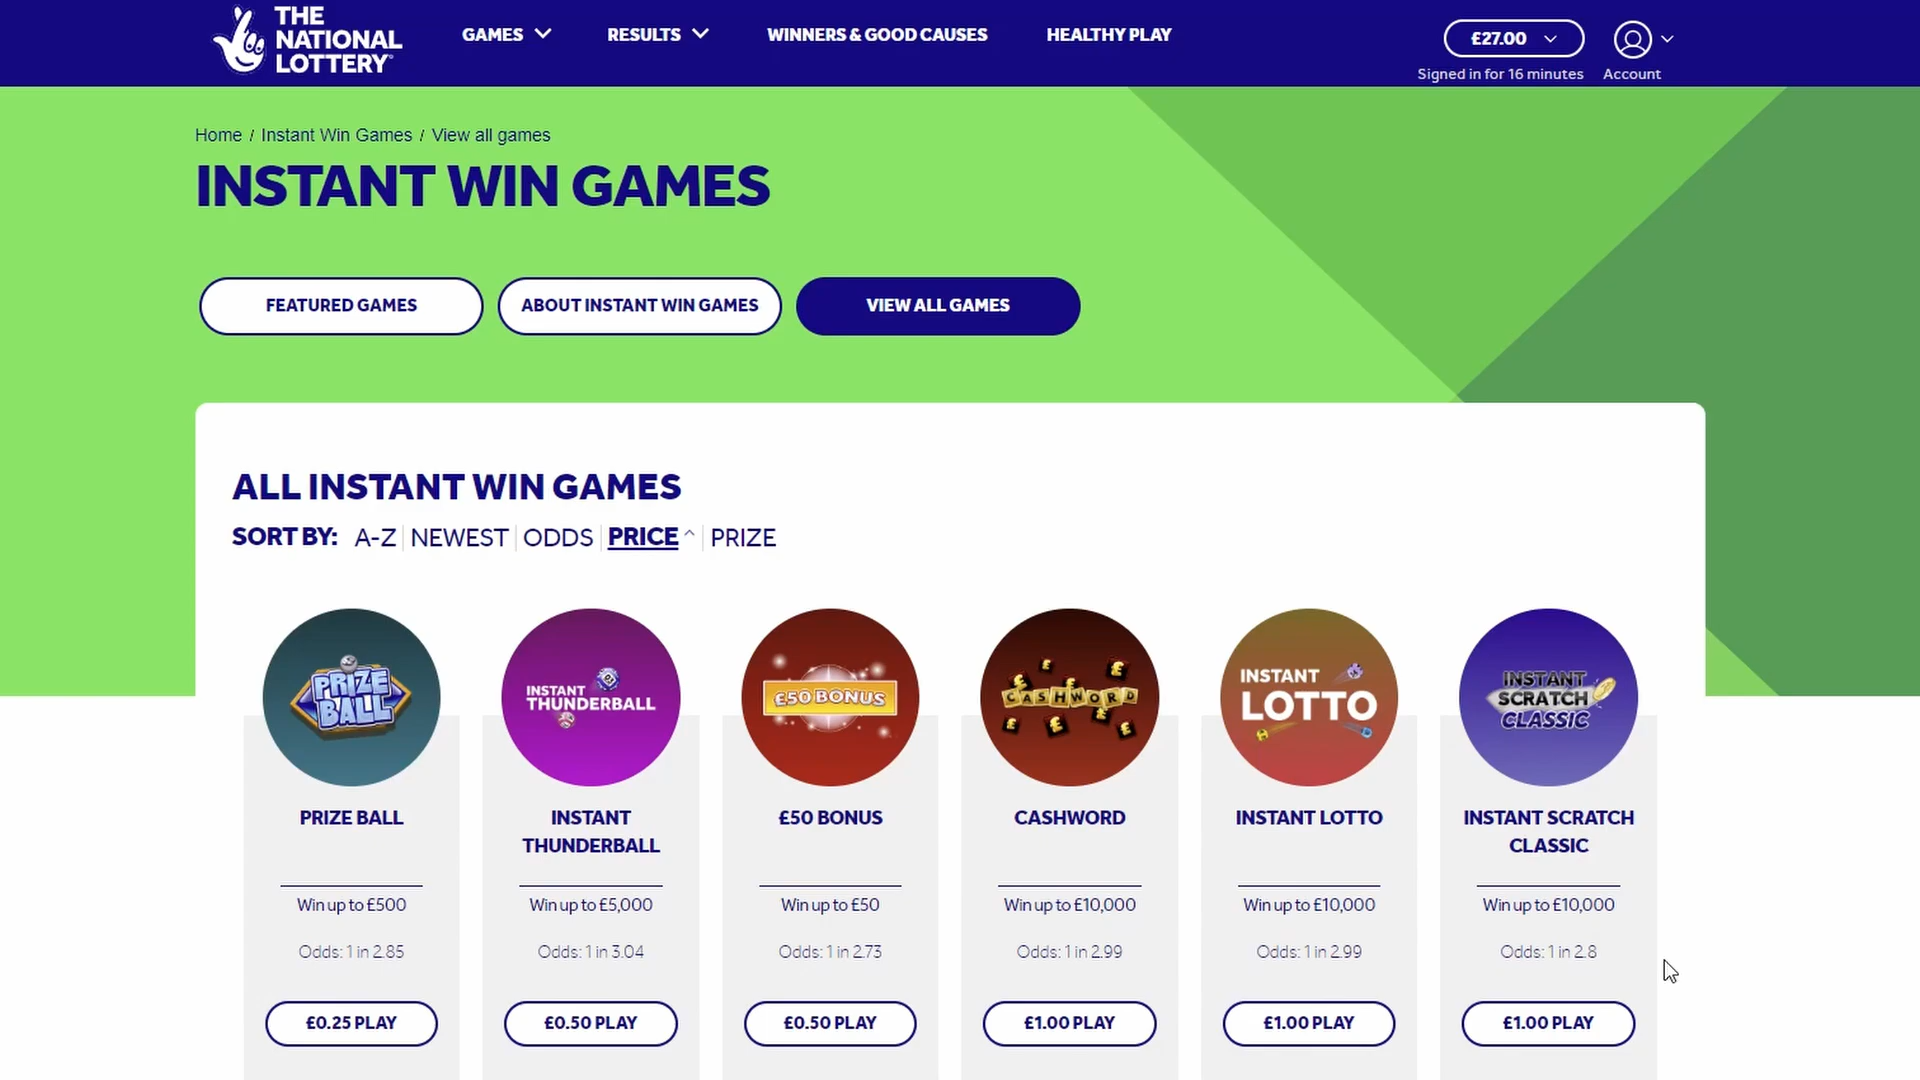 THE
NATIONAL
LOTTERY
GAMES
RESULTS
WINNERS & GOOD CAUSES
HEALTHY PLAY
£27.00
Signed in for 16 minutes
Account
Home / Instant Win Games / View all games
INSTANT WIN GAMES
FEATURED GAMES
ABOUT INSTANT WIN GAMES
VIEW ALL GAMES
ALL INSTANT WIN GAMES
SORT BY: A-Z NEWEST ODDS PRICE ^ PRIZE
PRIZE
BALL
PRIZE BALL
Win up to £500
Odds: 1 in 2.85
£0.25 PLAY
INSTANT
THUNDERBALL
INSTANT
THUNDERBALL
Win up to £5,000
Odds: 1 in 3.04
£0.50 PLAY
£50 BONUS
£50 BONUS
Win up to £50
Odds: 1 in 2.73
£0.50 PLAY
CASHWORD
CASHWORD
Win up to £10,000
Odds: 1 in 2.99
£1.00 PLAY
INSTANT
LOTTO
INSTANT LOTTO
Win up to £10,000
Odds: 1 in 2.99
£1.00 PLAY
INSTANT
SCRATCH
CLASSIC
INSTANT SCRATCH
CLASSIC
Win up to £10,000
Odds: 1 in 2.8
£1.00 PLAY